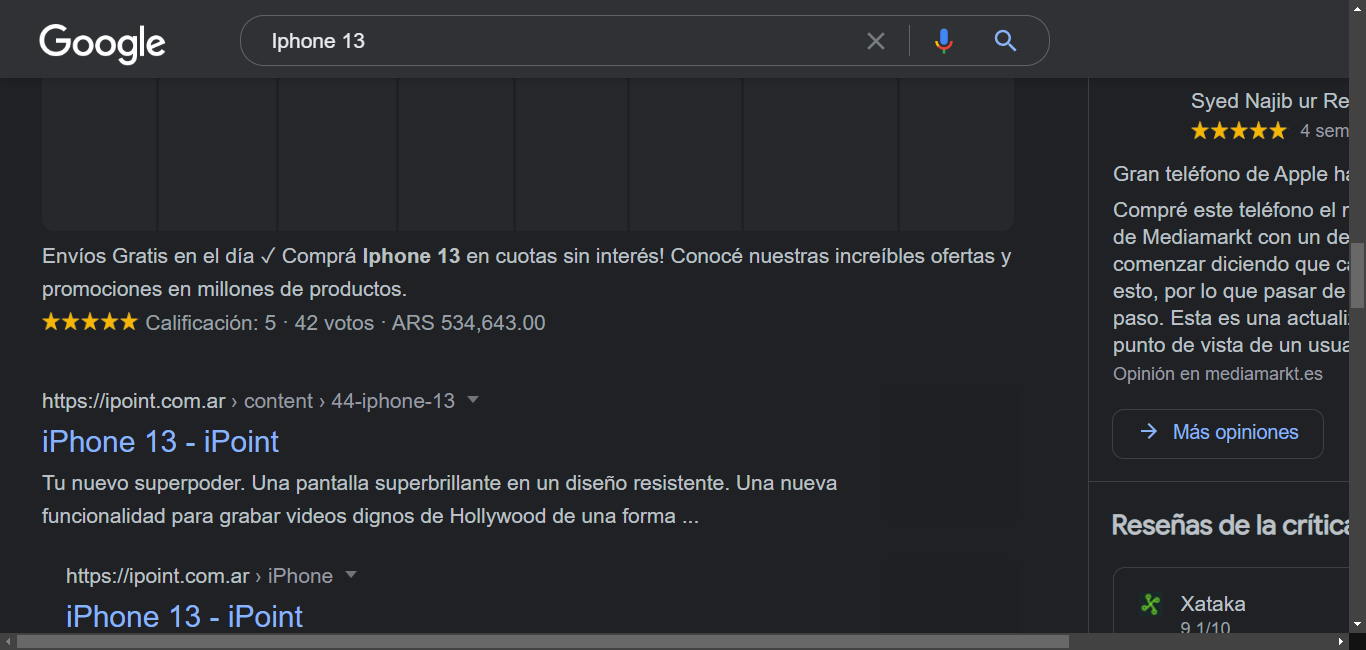 Google
Iphone 13
Envíos Gratis en el día ✓ Comprá Iphone 13 en cuotas sin interés! Conocé nuestras increíbles ofertas y
promociones en millones de productos.
★★★★★ Calificación: 5 · 42 votos · ARS 534,643.00
https://ipoint.com.ar › content › 44-iphone-13
iPhone 13 - iPoint
Tu nuevo superpoder. Una pantalla superbrillante en un diseño resistente. Una nueva
funcionalidad para grabar videos dignos de Hollywood de una forma ...
https://ipoint.com.ar › iPhone
iPhone 13 - iPoint
Syed Najib ur Re
★★★★★ 4 sem
Gran teléfono de Apple
Compré este teléfono el
de Mediamarkt con un de
comenzar diciendo que
esto, por lo que pasar de
paso. Esta es una actuali
punto de vista de un usua
Opinión en mediamarkt.es
→ Más opiniones
Reseñas de la crítica
Xataka
9,1/10